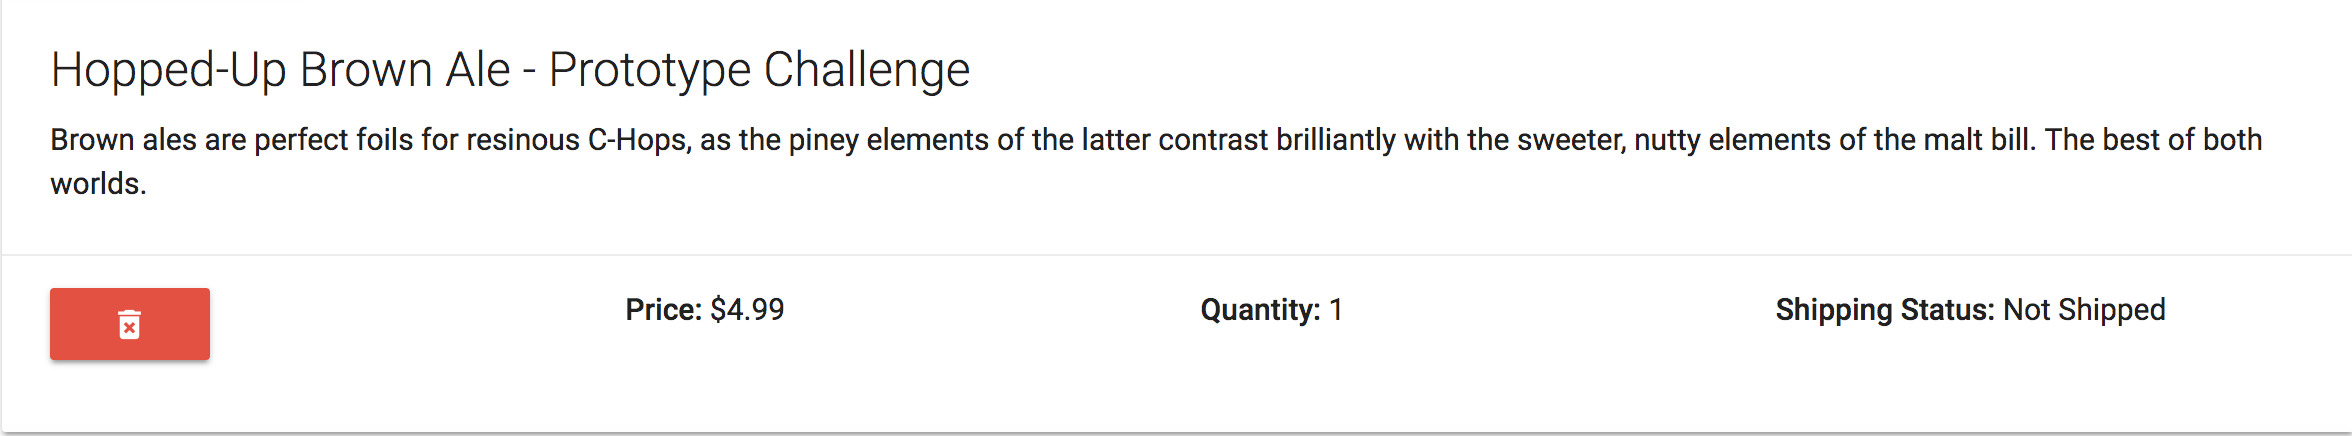 Hopped-Up Brown Ale - Prototype Challenge
Brown ales are perfect foils for resinous C-Hops, as the piney elements of the latter contrast brilliantly with the sweeter, nutty elements of the malt bill. The best of both
worlds.
Price: $4.99 Quantity: 1 Shipping Status: Not Shipped